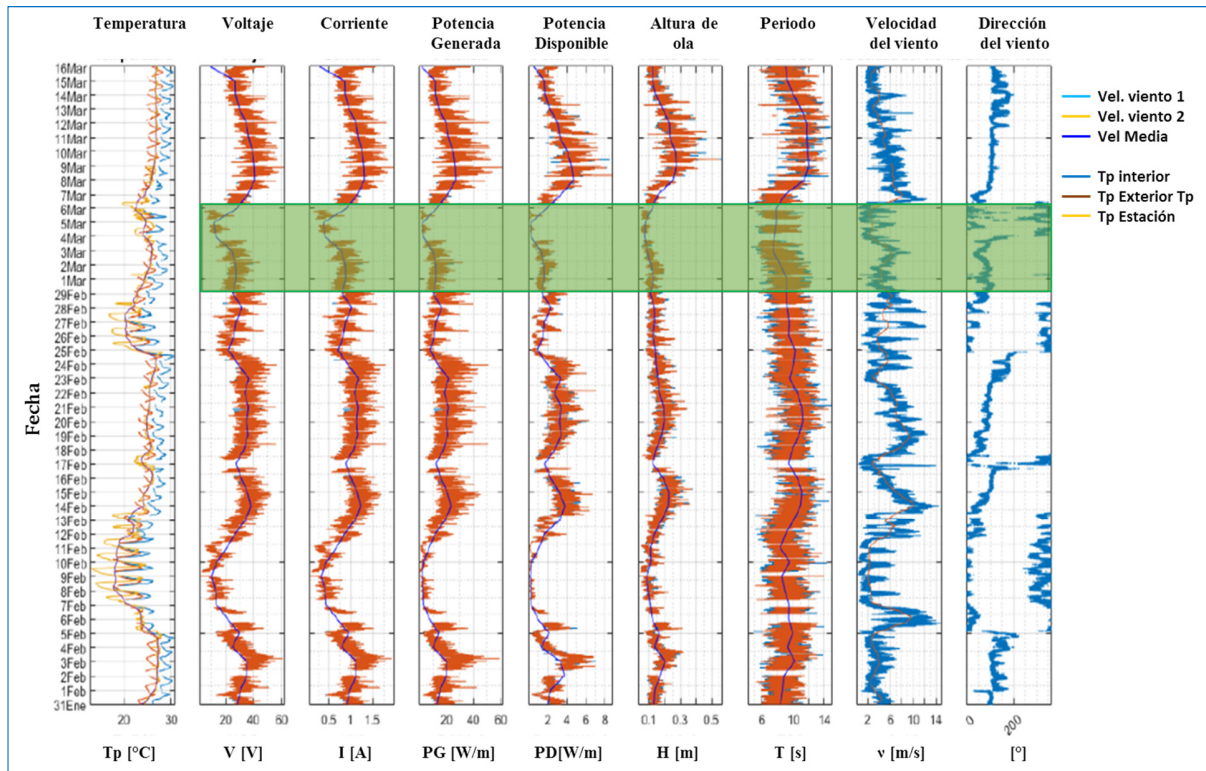 Temperatura
Voltaje
Corriente
Potencia
Generada
Potencia
Disponible
Altura de
ola
Periodo
Velocidad
del viento
Dirección
del viento
Vel. viento 1
Vel. viento 2
Vel Media
Tp interior
Tp Exterior Tp
Tp Estación
Fecha
16Mar
15Mar
14Mar
13Mar
12Mar
11Mar
10Mar
9Mar
8Mar
7Mar
6Mar
5Mar
4Mar
3Mar
2Mar
1Mar
29Feb
28Feb
27Feb
26Feb
25Feb
24Feb
23Feb
22Feb
21Feb
20Feb
19Feb
18Feb
17Feb
16Feb
15Feb
14Feb
13Feb
12Feb
11Feb
10Feb
9Feb
8Feb
7Feb
6Feb
5Feb
4Feb
3Feb
2Feb
1Feb
31Ene
20 30
20 40 60
0.5 1 1.5
20 40 60
2 4 6 8
0.1 0.3 0.5
6 10 14
2 6 10 14
0 200
Tp [°C]
V [V]
I [A]
PG [W/m]
PD[W/m]
H [m]
T [s]
v [m/s]
[°]